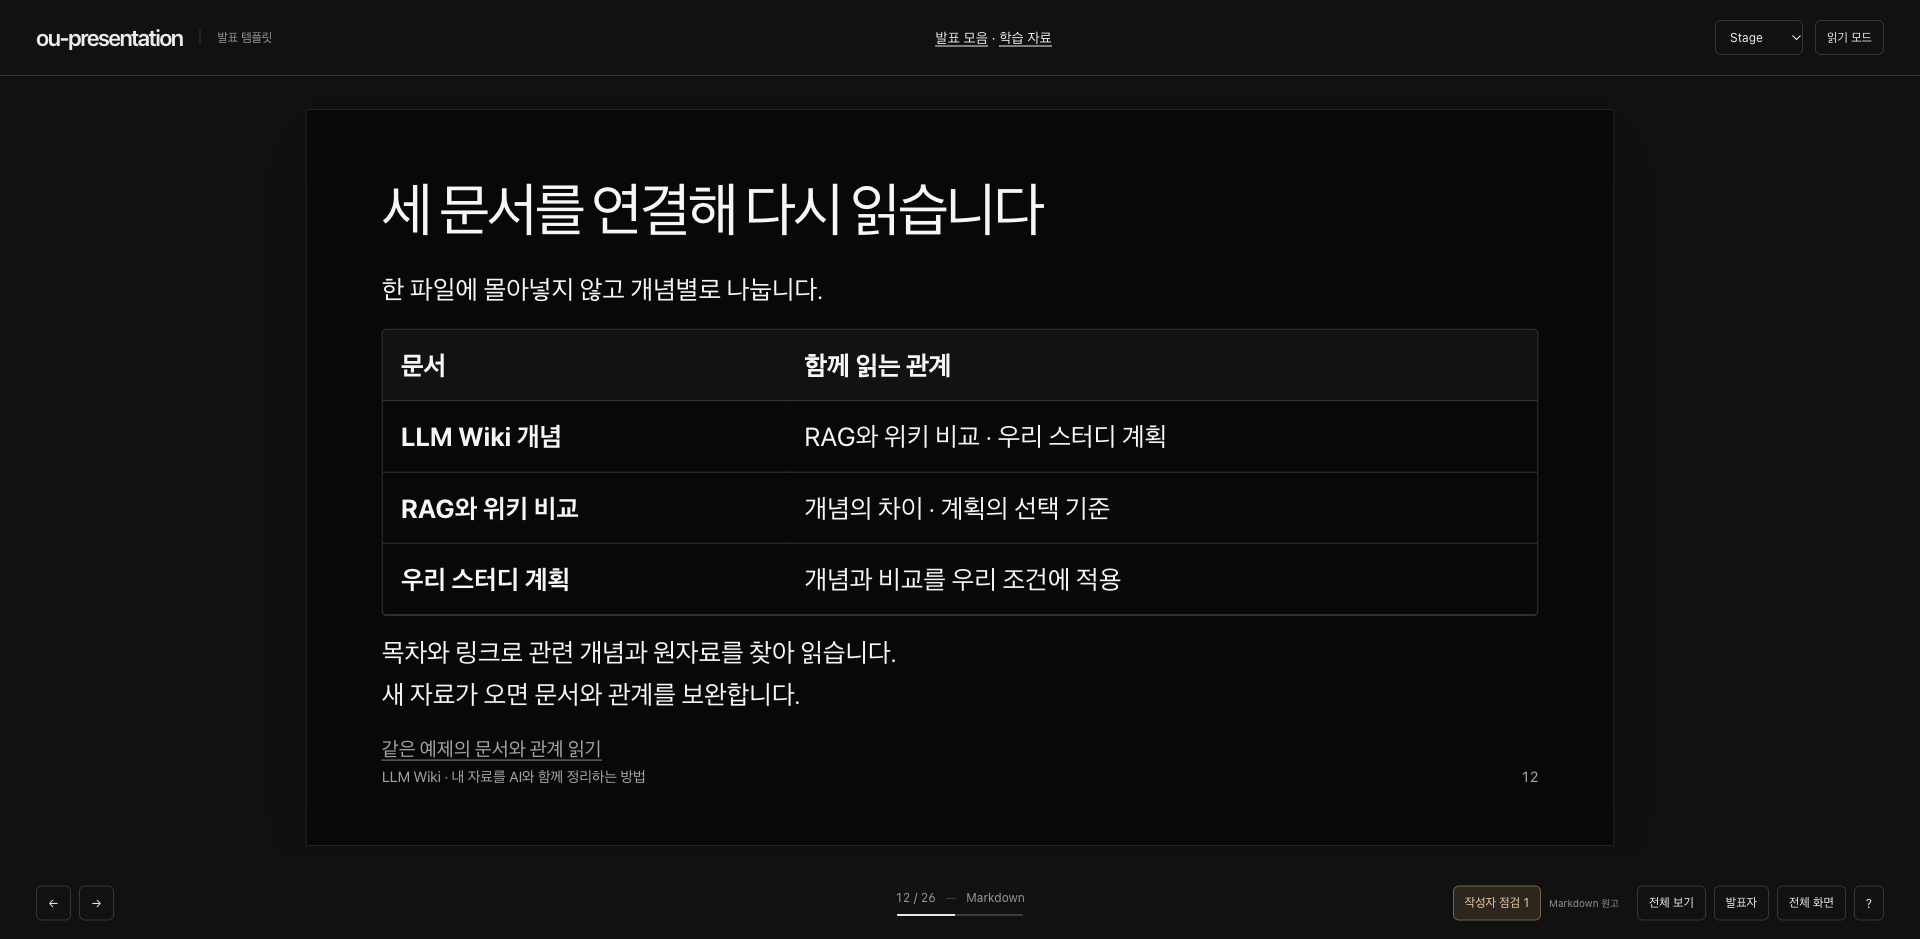 ou-presentation
발표 템플릿
발표 모음 · 학습 자료
Stage
읽기 모드
세 문서를 연결해 다시 읽습니다
한 파일에 몰아넣지 않고 개념별로 나눕니다.
문서 함께 읽는 관계
LLM Wiki 개념 RAG와 위키 비교 · 우리 스터디 계획
RAG와 위키 비교 개념의 차이 · 계획의 선택 기준
우리 스터디 계획 개념과 비교를 우리 조건에 적용
목차와 링크로 관련 개념과 원자료를 찾아 읽습니다.
새 자료가 오면 문서와 관계를 보완합니다.
같은 예제의 문서와 관계 읽기
LLM Wiki · 내 자료를 AI와 함께 정리하는 방법 12
← →
12 / 26 — Markdown
작성자 점검 1
Markdown 원고
전체 보기
발표자
전체 화면
?